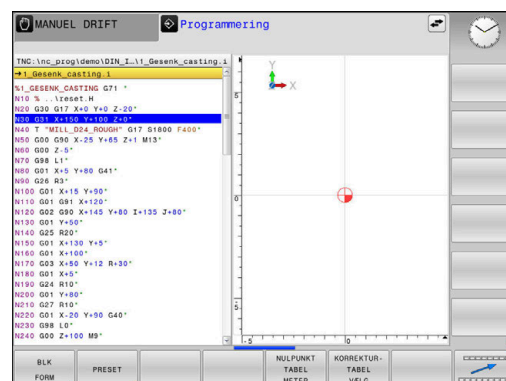 MANUEL DRIFT
Programmering
TNC:\nc_prog\demo\DIN_I…\1_Gesenk_casting.i
→1_Gesenk_casting.i
%1_GESENK_CASTING G71 *
N10 % ..\reset.H
N20 G30 G17 X+0 Y+0 Z-20*
N30 G31 X+150 Y+100 Z+0*
N40 T "MILL_D24_ROUGH" G17 S1800 F400*
N50 G00 G90 X-25 Y+65 Z+1 M13*
N60 G00 Z-5*
N70 G98 L1*
N80 G01 X+5 Y+80 G41*
N90 G26 R3*
N100 G01 X+15 Y+90*
N110 G01 G91 X+120*
N120 G02 G90 X+145 Y+80 I+135 J+80*
N130 G01 Y+50*
N140 G25 R20*
N150 G01 X+130 Y+5*
N160 G01 X+100*
N170 G03 X+50 Y+12 R+30*
N180 G01 X+5*
N190 G24 R10*
N200 G01 Y+80*
N210 G27 R10*
N220 G01 X-20 Y+90 G40*
N230 G98 L0*
N240 G00 Z+100 M9*
Y
X
5
0
-5
-5
0
BLK
FORM
PRESET
NULPUNKT
TABEL
KORREKTUR-
TABEL
VÆLG